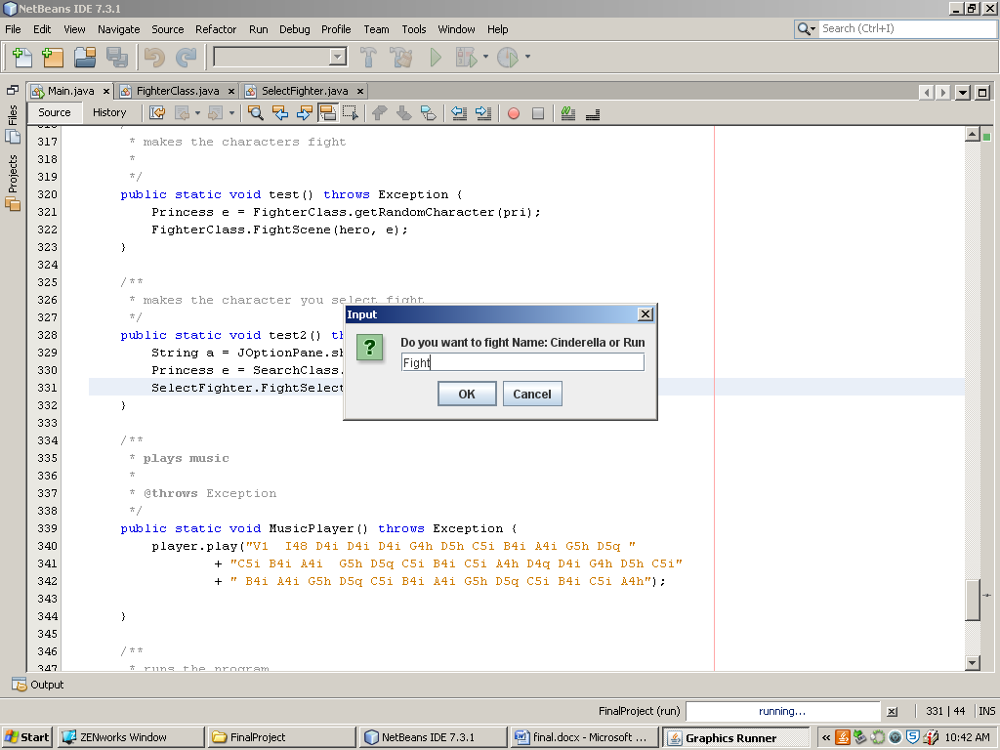 NetBeans IDE 7.3.1
File Edit View Navigate Source Refactor Run Debug Profile Team Tools Window Help
Search (Ctrl+I)
Main.java FighterClass.java SelectFighter.java
Source History
Files
Projects
317 * makes the characters fight
318 *
319 */
320 public static void test() throws Exception {
321 Princess e = FighterClass.getRandomCharacter(pri);
322 FighterClass.FightScene(hero, e);
323 }
324
325 /**
326 * makes the character you select fight
327 */
328 public static void test2() th
329 String a = JOptionPane.sh
330 Princess e = SearchClass.
331 SelectFighter.FightSelect
332 }
333
334 /**
335 * plays music
336 *
337 * @throws Exception
338 */
339 public static void MusicPlayer() throws Exception {
340 player.play("V1  I48 D4i D4i D4i G4h D5h C5i B4i A4i G5h D5q "
341 + "C5i B4i A4i  G5h D5q C5i B4i C5i A4h D4q D4i G4h D5h C5i"
342 + " B4i A4i G5h D5q C5i B4i A4i G5h D5q C5i B4i C5i A4h");
343
344 }
345
346 /**
347 * runs the program
Input
Do you want to fight Name: Cinderella or Run
Fight
OK Cancel
Output
FinalProject (run) running... 331 | 44 INS
Start ZENworks Window FinalProject NetBeans IDE 7.3.1 final.docx - Microsoft ... Graphics Runner 10:42 AM